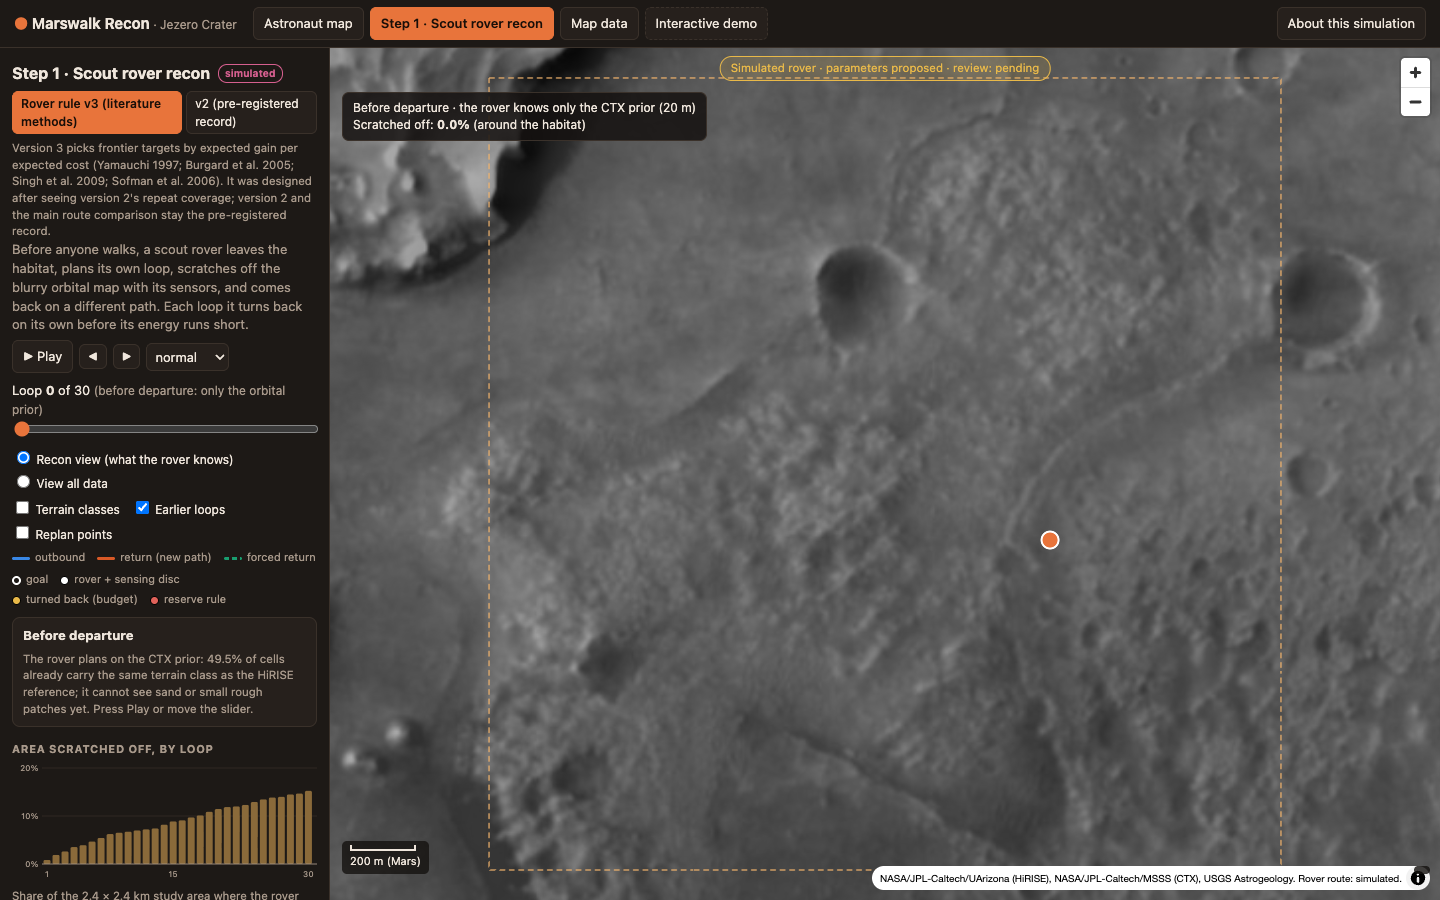 Marswalk Recon · Jezero Crater
Astronaut map
Step 1 · Scout rover recon
Map data
Interactive demo
About this simulation
Step 1 · Scout rover recon
simulated
Rover rule v3 (literature
methods)
v2 (pre-registered
record)
Version 3 picks frontier targets by expected gain per
expected cost (Yamauchi 1997; Burgard et al. 2005;
Singh et al. 2009; Sofman et al. 2006). It was designed
after seeing version 2's repeat coverage; version 2 and
the main route comparison stay the pre-registered
record.
Before anyone walks, a scout rover leaves the
habitat, plans its own loop, scratches off the
blurry orbital map with its sensors, and comes
back on a different path. Each loop it turns back
on its own before its energy runs short.
Play
normal
Loop 0 of 30 (before departure: only the orbital
prior)
Recon view (what the rover knows)
View all data
Terrain classes
Earlier loops
Replan points
outbound
return (new path)
forced return
goal
rover + sensing disc
turned back (budget)
reserve rule
Before departure
The rover plans on the CTX prior: 49.5% of cells
already carry the same terrain class as the HiRISE
reference; it cannot see sand or small rough
patches yet. Press Play or move the slider.
AREA SCRATCHED OFF, BY LOOP
20%
10%
0%
1
15
30
Share of the 2.4 × 2.4 km study area where the rover
Simulated rover · parameters proposed · review: pending
Before departure · the rover knows only the CTX prior (20 m)
Scratched off: 0.0% (around the habitat)
+
−
200 m (Mars)
NASA/JPL-Caltech/UArizona (HiRISE), NASA/JPL-Caltech/MSSS (CTX), USGS Astrogeology. Rover route: simulated.